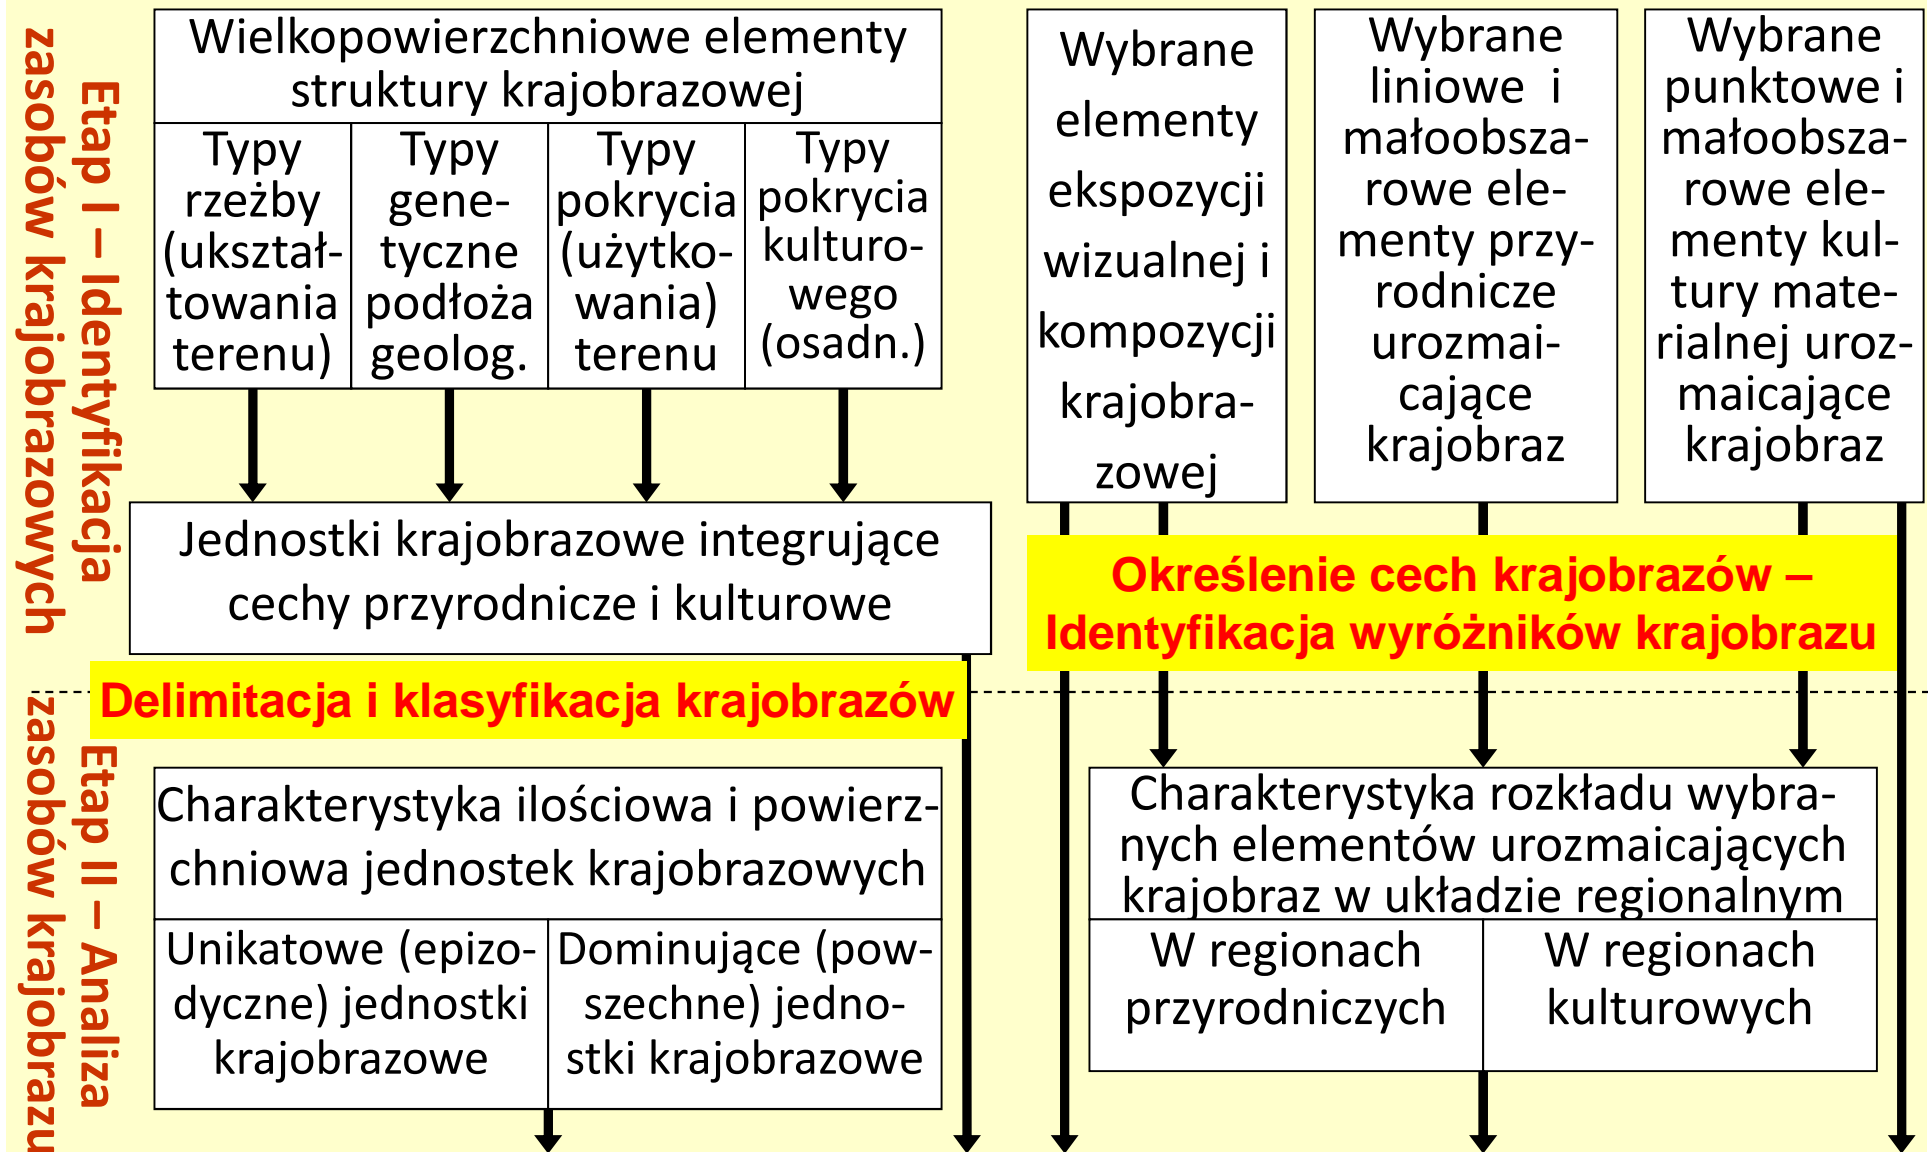 Etap I – Identyfikacja
zasobów krajobrazowych
Wielkopowierzchniowe elementy
struktury krajobrazowej
Typy
rzeżby
(ukształ-
towania
terenu)
Typy
gene-
tyczne
podłoża
geolog.
Typy
pokrycia
(użytko-
wania)
terenu
Typy
pokrycia
kulturo-
wego
(osadn.)
Wybrane
elementy
ekspozycji
wizualnej i
kompozycji
krajobra-
zowej
Wybrane
liniowe i
małoobsza-
rowe ele-
menty przy-
rodnicze
urozmai-
cające
krajobraz
Wybrane
punktowe i
małoobsza-
rowe ele-
menty kul-
tury mate-
rialnej uroz-
maicające
krajobraz
Jednostki krajobrazowe integrujące
cechy przyrodnicze i kulturowe
Określenie cech krajobrazów –
Identyfikacja wyróżników krajobrazu
Delimitacja i klasyfikacja krajobrazów
Etap II – Analiza
zasobów krajobrazu
Charakterystyka ilościowa i powierz-
chniowa jednostek krajobrazowych
Unikatowe (epizo-
dyczne) jednostki
krajobrazowe
Dominujące (pow-
szechne) jedno-
stki krajobrazowe
Charakterystyka rozkładu wybra-
nych elementów urozmaicających
krajobraz w układzie regionalnym
W regionach
przyrodniczych
W regionach
kulturowych